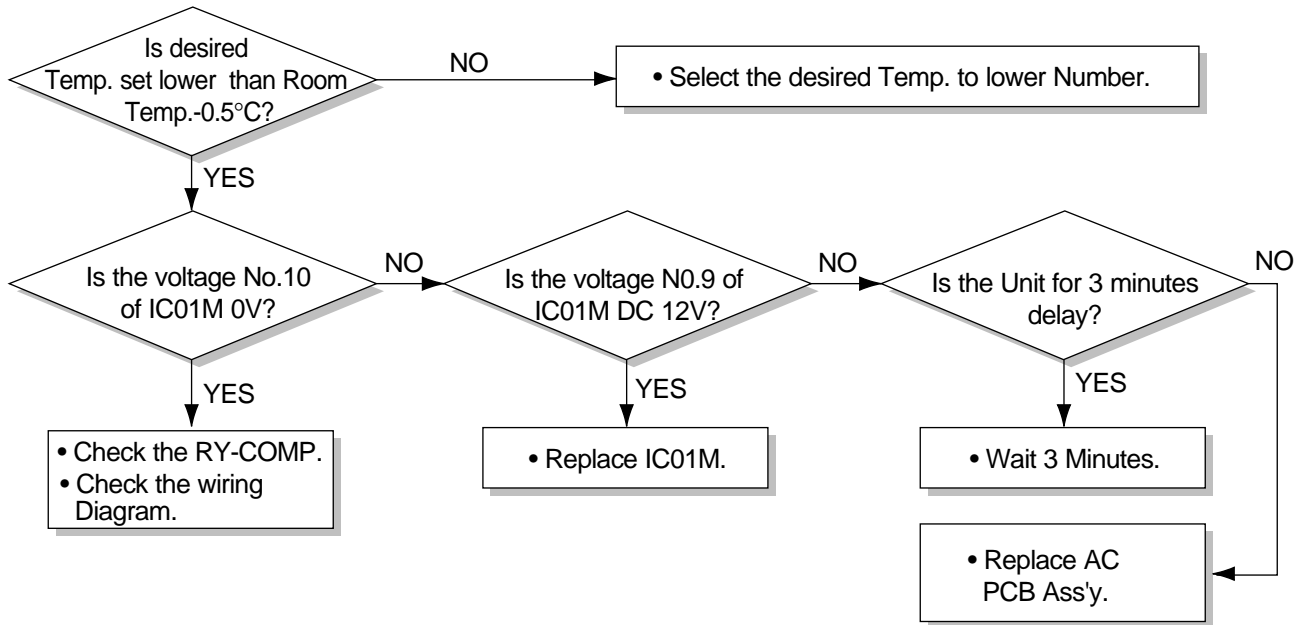 Is desired
Temp. set lower than Room
Temp.-0.5°C?
NO
• Select the desired Temp. to lower Number.
YES
Is the voltage No.10
of IC01M 0V?
NO
Is the voltage N0.9 of
IC01M DC 12V?
NO
Is the Unit for 3 minutes
delay?
NO
YES
• Check the RY-COMP.
• Check the wiring
Diagram.
YES
• Replace IC01M.
YES
• Wait 3 Minutes.
• Replace AC
PCB Ass'y.